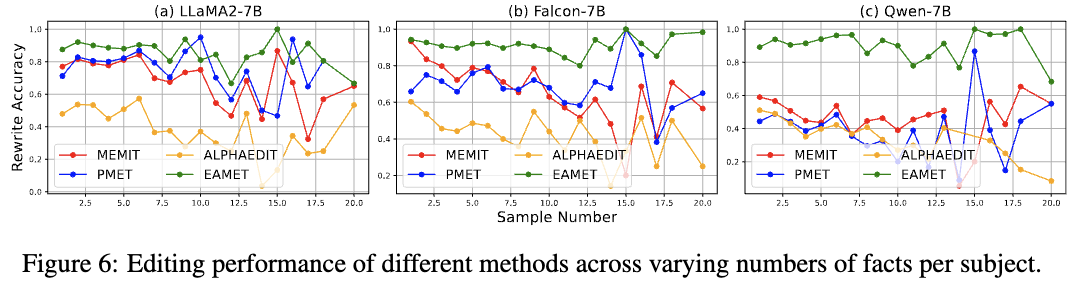 (a) LLaMA2-7B
(b) Falcon-7B
(c) Qwen-7B
Rewrite Accuracy
1.0
0.8
0.6
0.4
0.2
0.0
MEMIT
PMET
ALPHAEDIT
EAMET
2.5 5.0 7.5 10.0 12.5 15.0 17.5 20.0
1.0
0.8
0.6
0.4
0.2
MEMIT
PMET
ALPHAEDIT
EAMET
2.5 5.0 7.5 10.0 12.5 15.0 17.5 20.0
1.0
0.8
0.6
0.4
0.2
MEMIT
PMET
ALPHAEDIT
EAMET
2.5 5.0 7.5 10.0 12.5 15.0 17.5 20.0
Sample Number
Figure 6: Editing performance of different methods across varying numbers of facts per subject.